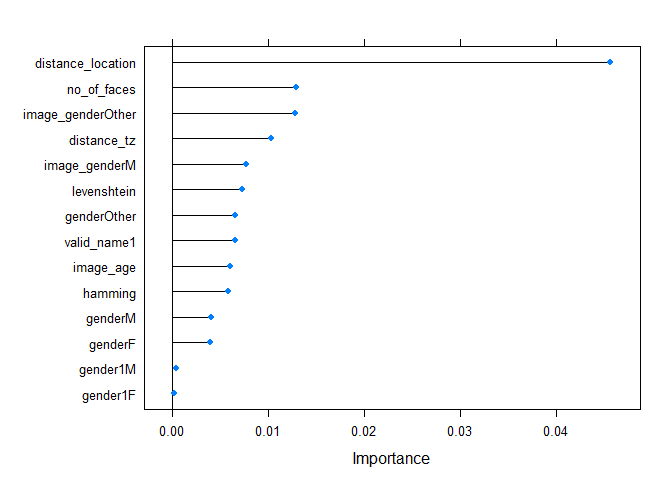 distance_location
no_of_faces
image_genderOther
distance_tz
image_genderM
levenshtein
genderOther
valid_name1
image_age
hamming
genderM
genderF
gender1M
gender1F
0.00 0.01 0.02 0.03 0.04
Importance